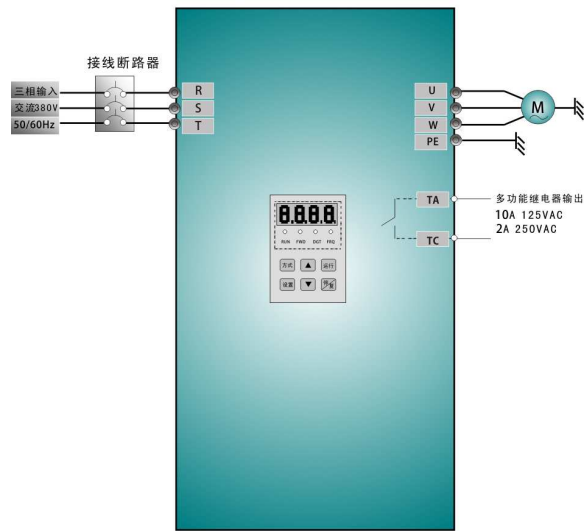 接线断路器
三相输入
交流380V
50/60Hz
R
S
T
U
V
W
PE
M
8.8.8.8.
RUN FWD DGT FRQ
方式 ▲ 运行
设置 ▼
TA
TC
多功能继电器输出
10A 125VAC
2A 250VAC